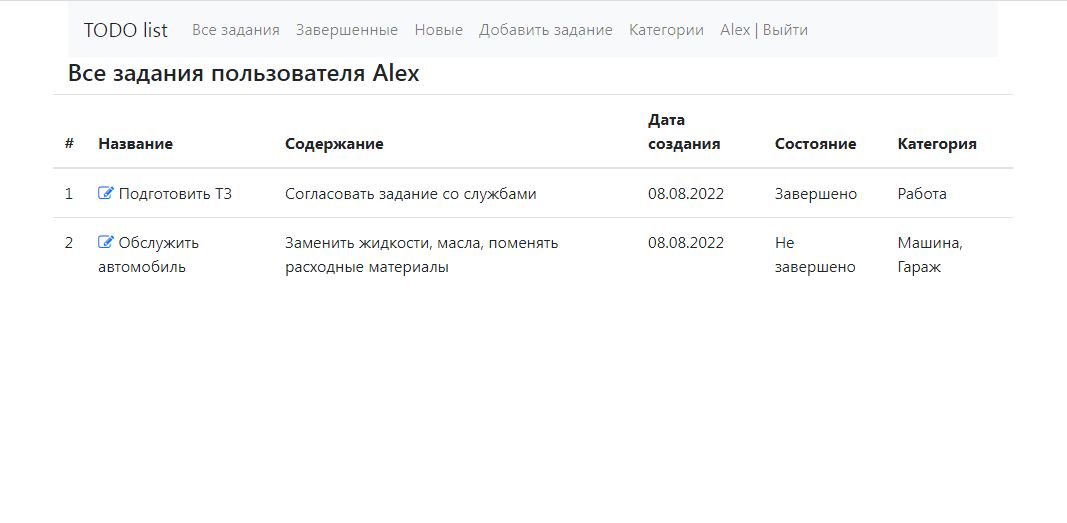 TODO list Все задания Завершенные Новые Добавить задание Категории Alex | Выйти
Все задания пользователя Alex
# Название Содержание Дата создания Состояние Категория
1 Подготовить ТЗ Согласовать задание со службами 08.08.2022 Завершено Работа
2 Обслужить автомобиль Заменить жидкости, масла, поменять расходные материалы 08.08.2022 Не завершено Машина, Гараж